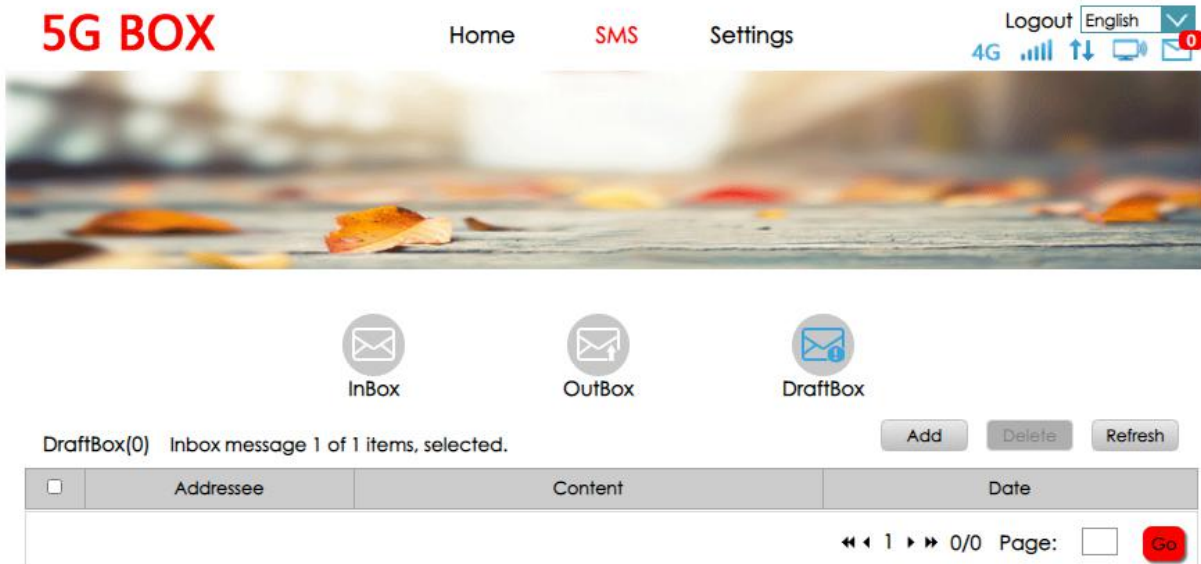 5G BOX Home SMS Settings Logout English
4G 0
InBox OutBox DraftBox
DraftBox(0) Inbox message 1 of 1 items, selected. Add Delete Refresh
Addressee Content Date
1 0/0 Page: Go